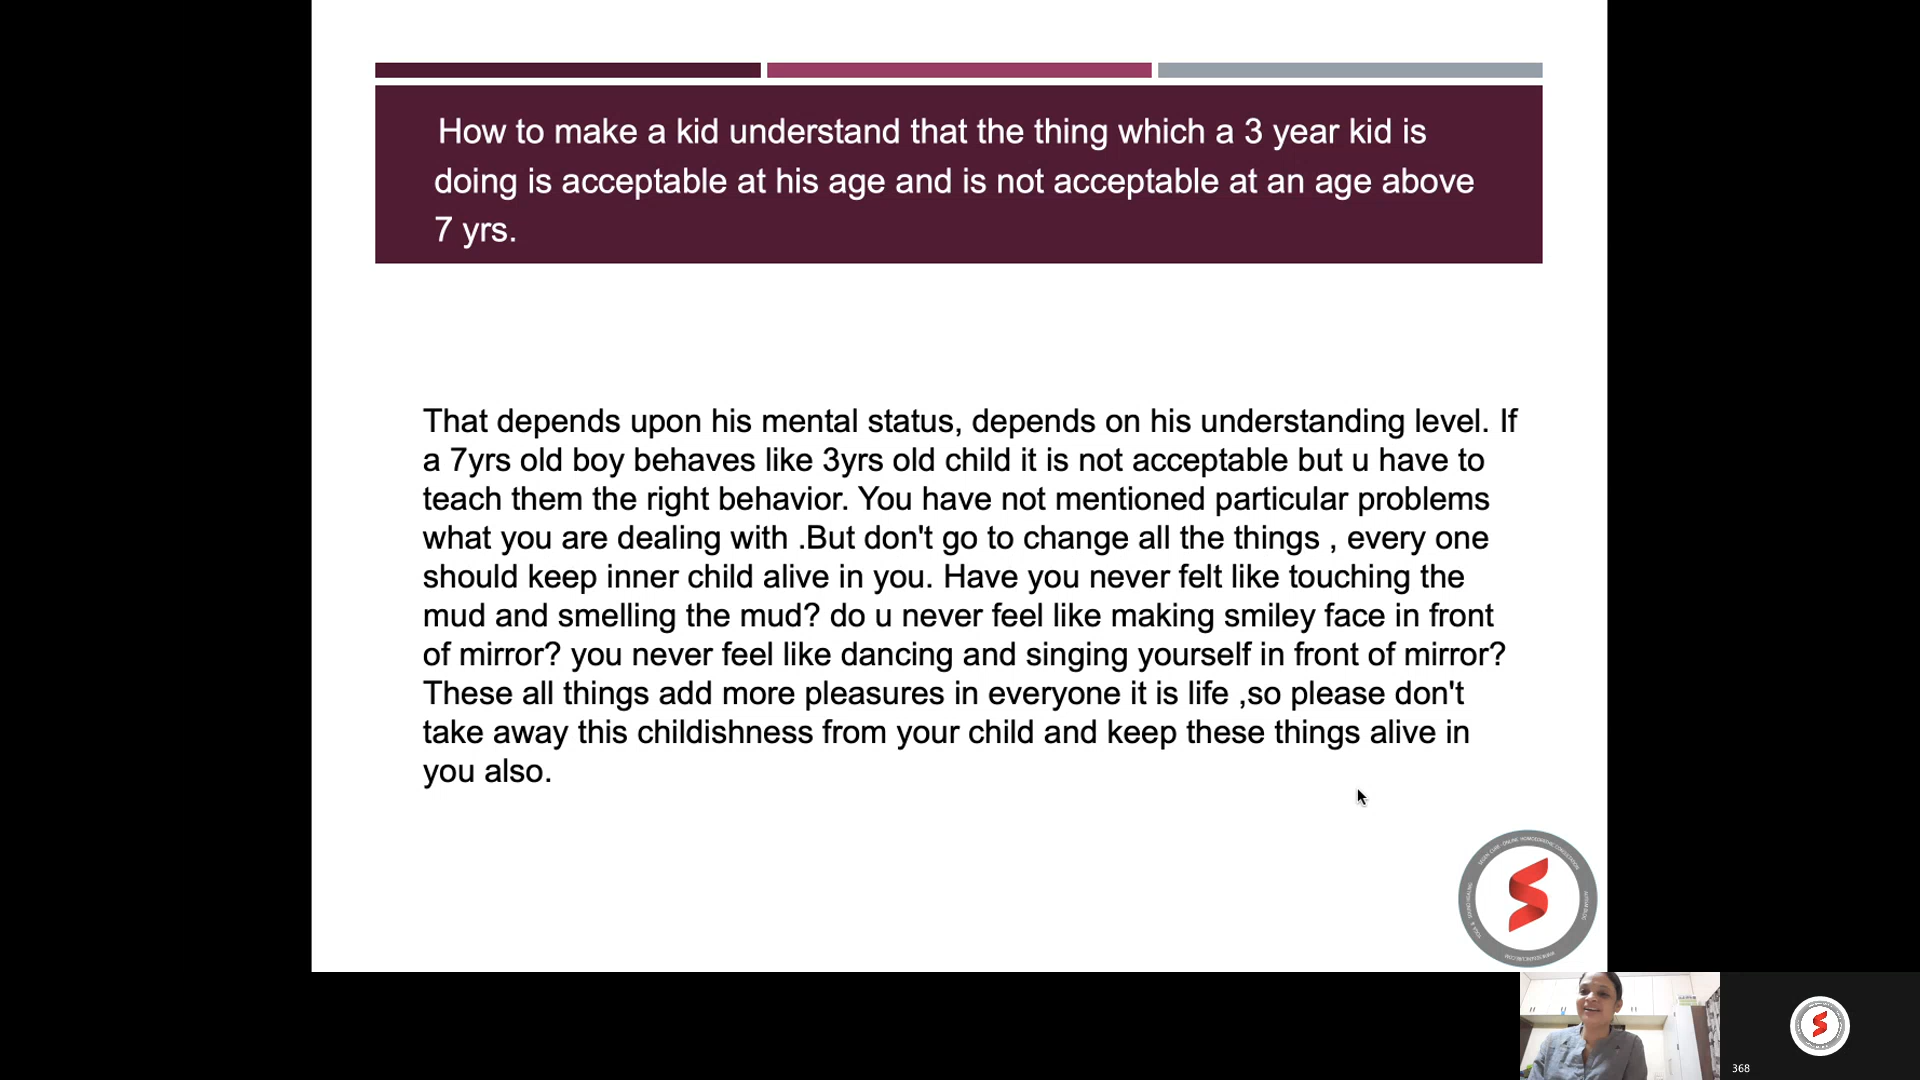 How to make a kid understand that the thing which a 3 year kid is
doing is acceptable at his age and is not acceptable at an age above
7 yrs.
That depends upon his mental status, depends on his understanding level. If
a 7yrs old boy behaves like 3yrs old child it is not acceptable but u have to
teach them the right behavior. You have not mentioned particular problems
what you are dealing with .But don't go to change all the things , every one
should keep inner child alive in you. Have you never felt like touching the
mud and smelling the mud? do u never feel like making smiley face in front
of mirror? you never feel like dancing and singing yourself in front of mirror?
These all things add more pleasures in everyone it is life ,so please don't
take away this childishness from your child and keep these things alive in
you also.
368